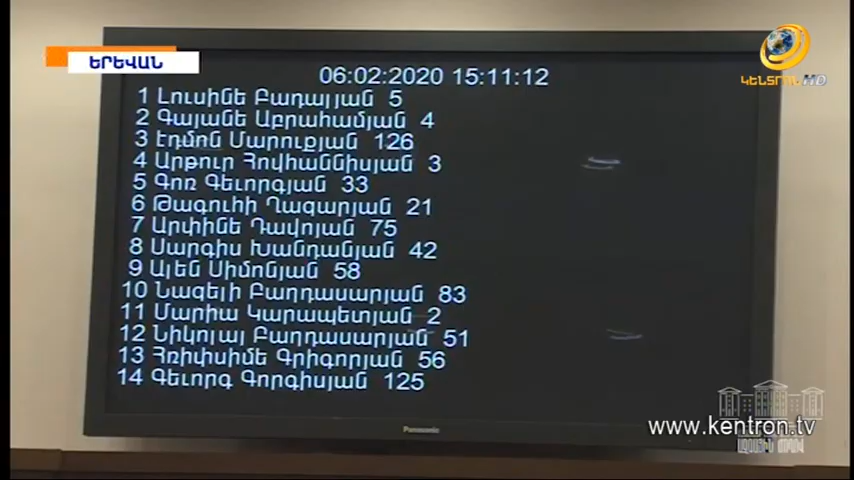 ԵՐԵՎԱՆ
ԿԵՆՏՐՈՆ HD
06:02:2020 15:11:12
1 Լուսինե Բադալյան 5
2 Գայանե Աբրահամյան 4
3 Էդմոն Մարուքյան 126
4 Արթուր Հովհաննիսյան 3
5 Գոռ Գեւորգյան 33
6 Թագուհի Ղազարյան 21
7 Արփինե Դավոյան 75
8 Սարգիս Խանդանյան 42
9 Ալեն Սիմոնյան 58
10 Նազելի Բաղդասարյան 83
11 Մարիա Կարապետյան 2
12 Նիկոլայ Բաղդասարյան 51
13 Հռիփսիմե Գրիգորյան 56
14 Գեւորգ Գորգիսյան 125
Panasonic
www.kentron.tv
ԱԶԳԱՅԻՆ ԺՈՂՈՎ